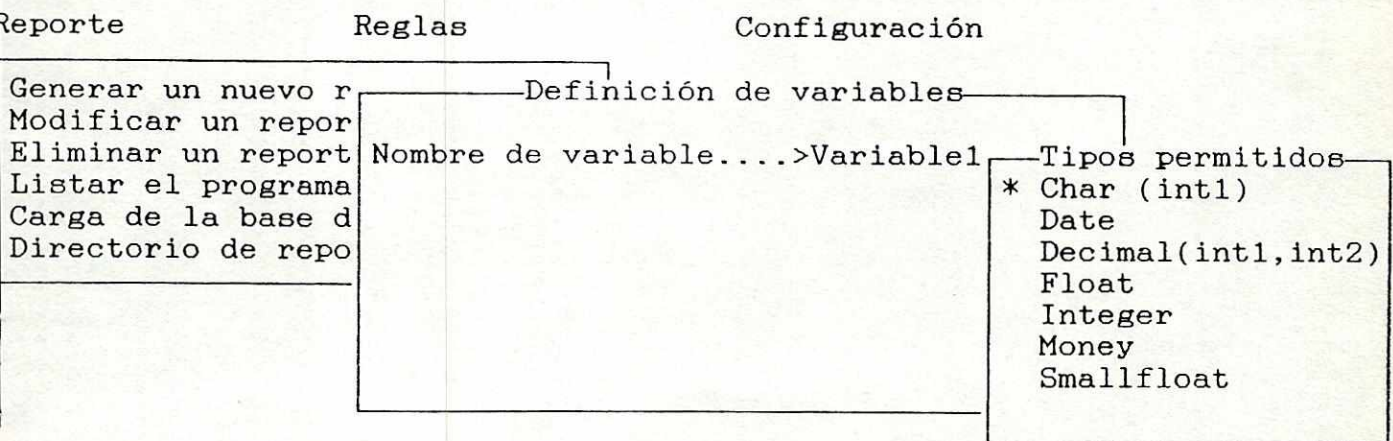 Reporte Reglas Configuración
Generar un nuevo r
Definición de variables
Modificar un repor
Eliminar un report
Nombre de variable....>Variable1
Tipos permitidos
Listar el programa
* Char (int1)
Carga de la base d
Date
Directorio de repo
Decimal(int1,int2)
Float
Integer
Money
Smallfloat